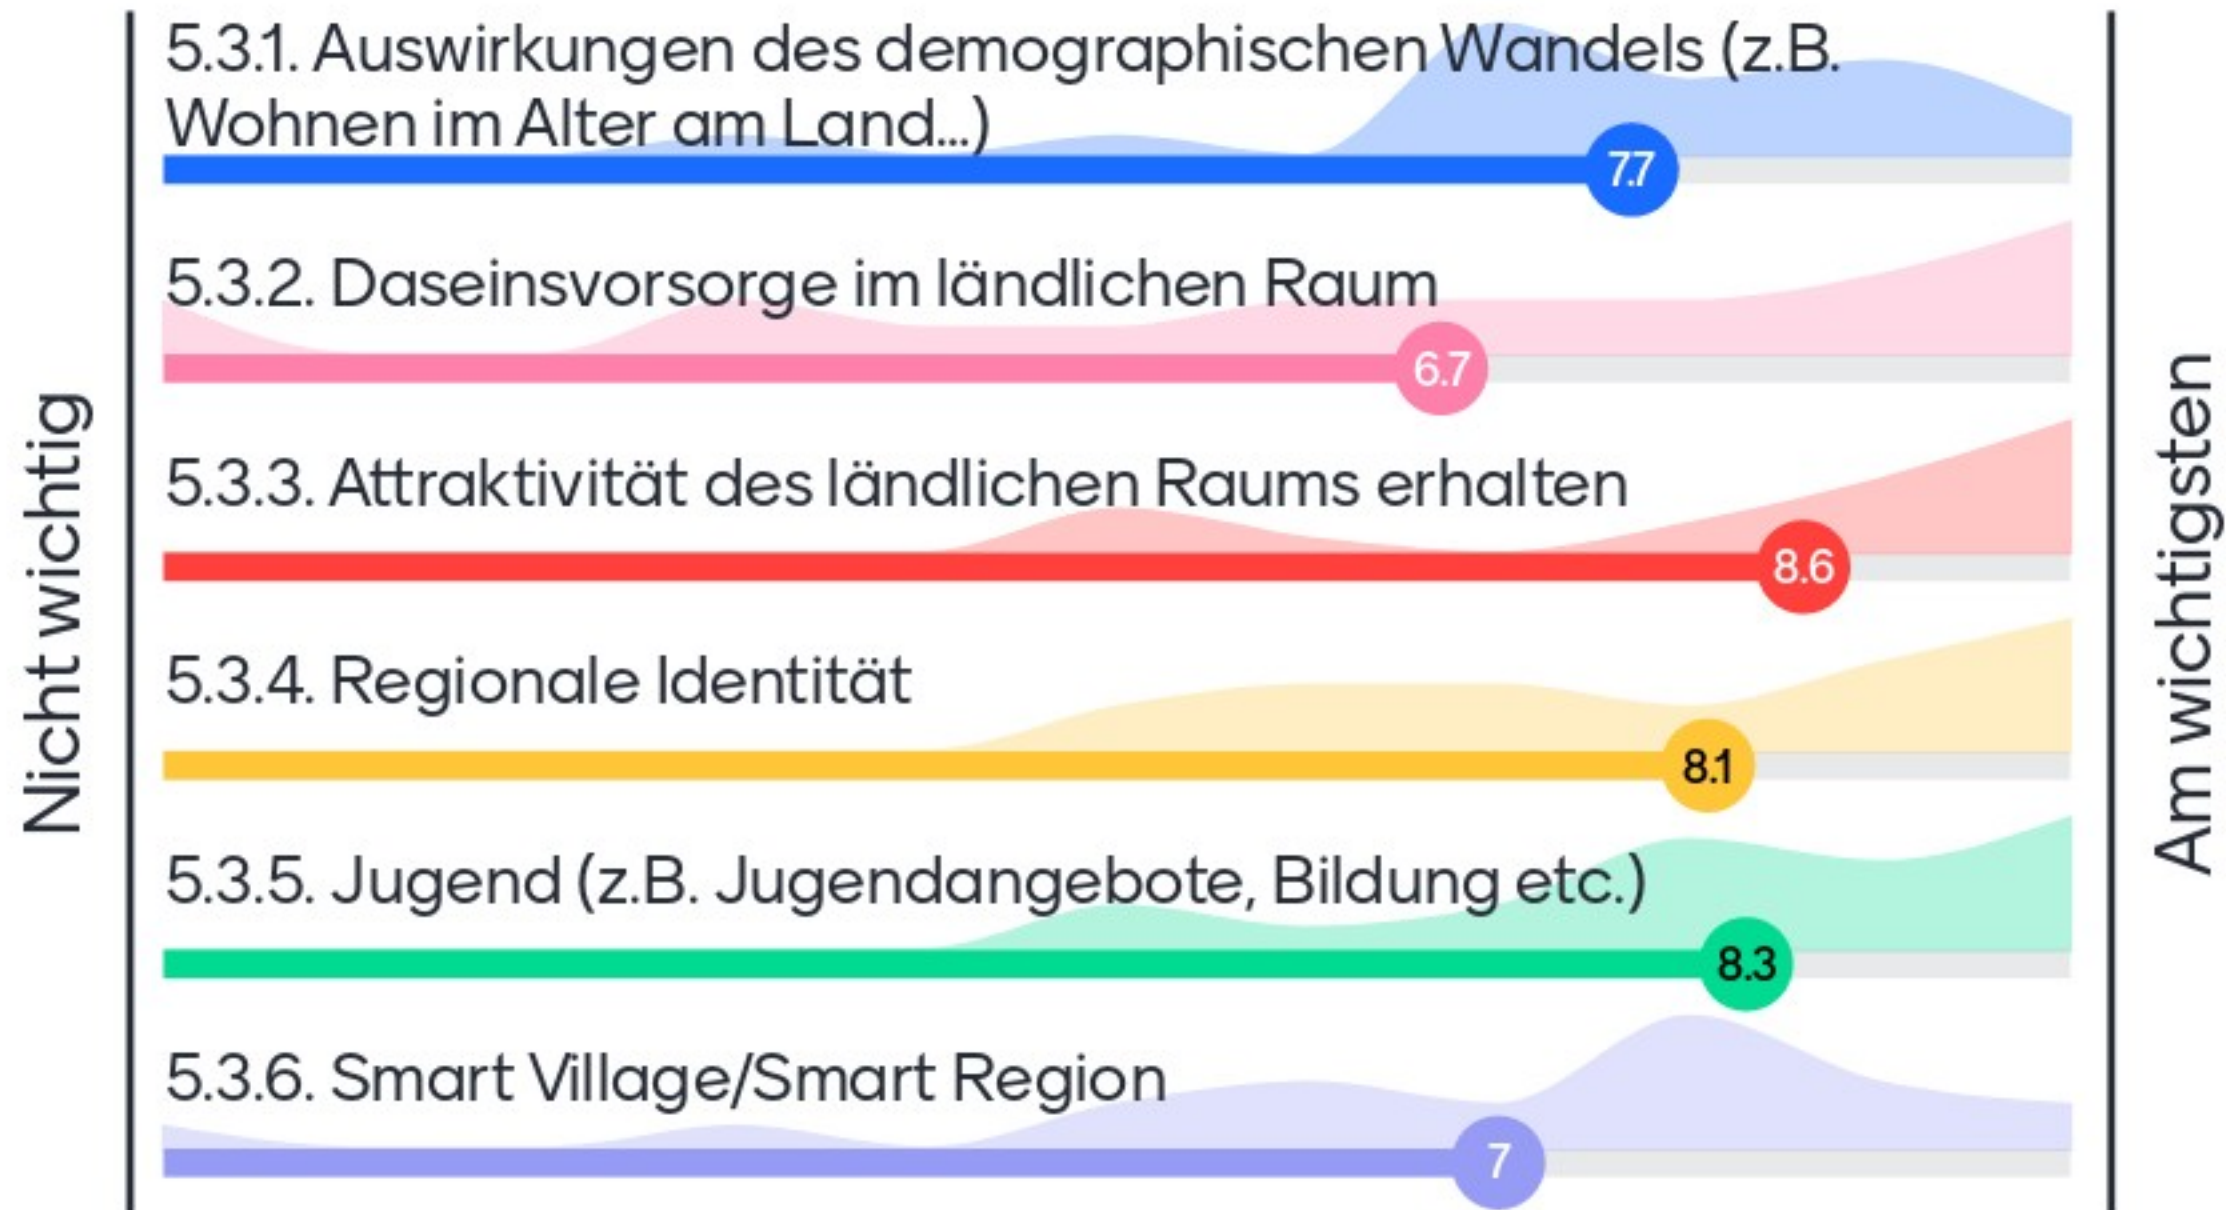 5.3.1. Auswirkungen des demographischen Wandels (z.B.
Wohnen im Alter am Land...)
7.7
5.3.2. Daseinsvorsorge im ländlichen Raum
6.7
5.3.3. Attraktivität des ländlichen Raums erhalten
8.6
5.3.4. Regionale Identität
8.1
5.3.5. Jugend (z.B. Jugendangebote, Bildung etc.)
8.3
5.3.6. Smart Village/Smart Region
7
Nicht wichtig
Am wichtigsten